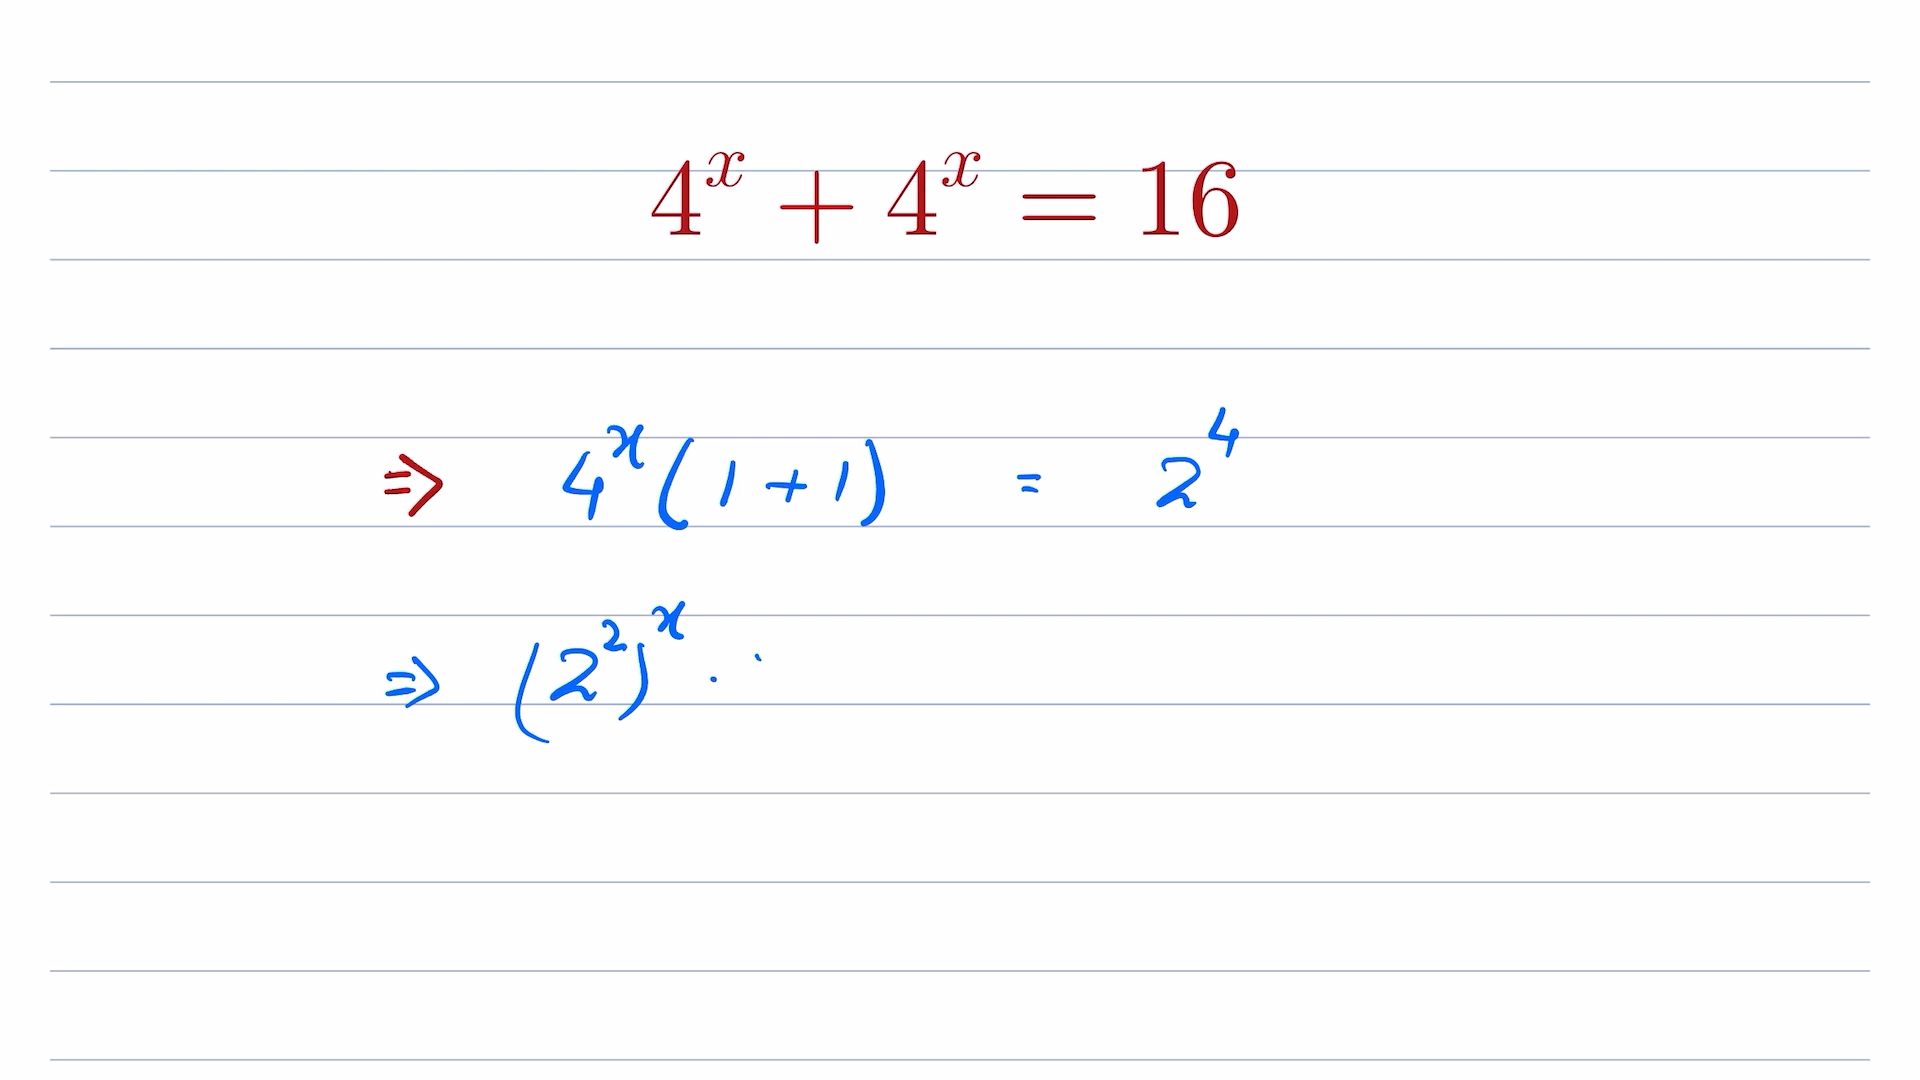 4^x + 4^x = 16
⇒ 4^x (1 + 1) = 2^4
⇒ (2^2)^x ·